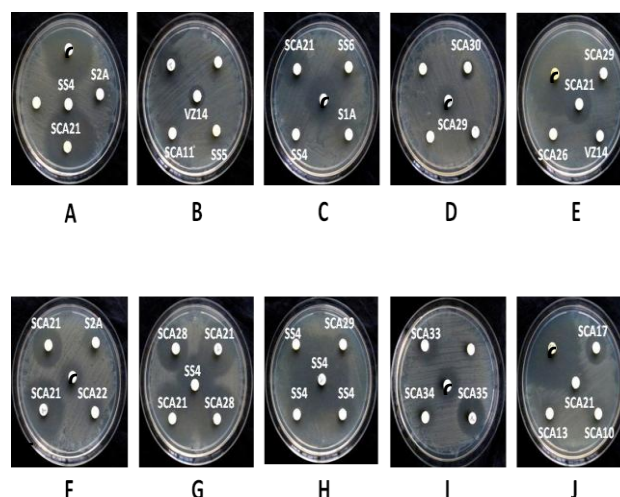 SS4 S2A
SCA21
A
VZ14
SCA11 SS5
B
SCA21 SS6
S1A
SS4
C
SCA30
SCA29
D
SCA29
SCA21
SCA26 VZ14
E
SCA21 S2A
SCA21 SCA22
F
SCA28 SCA21
SS4
SCA21 SCA28
G
SS4 SCA29
SS4
SS4 SS4
H
SCA33
SCA34 SCA35
I
SCA17
SCA21
SCA13 SCA10
J